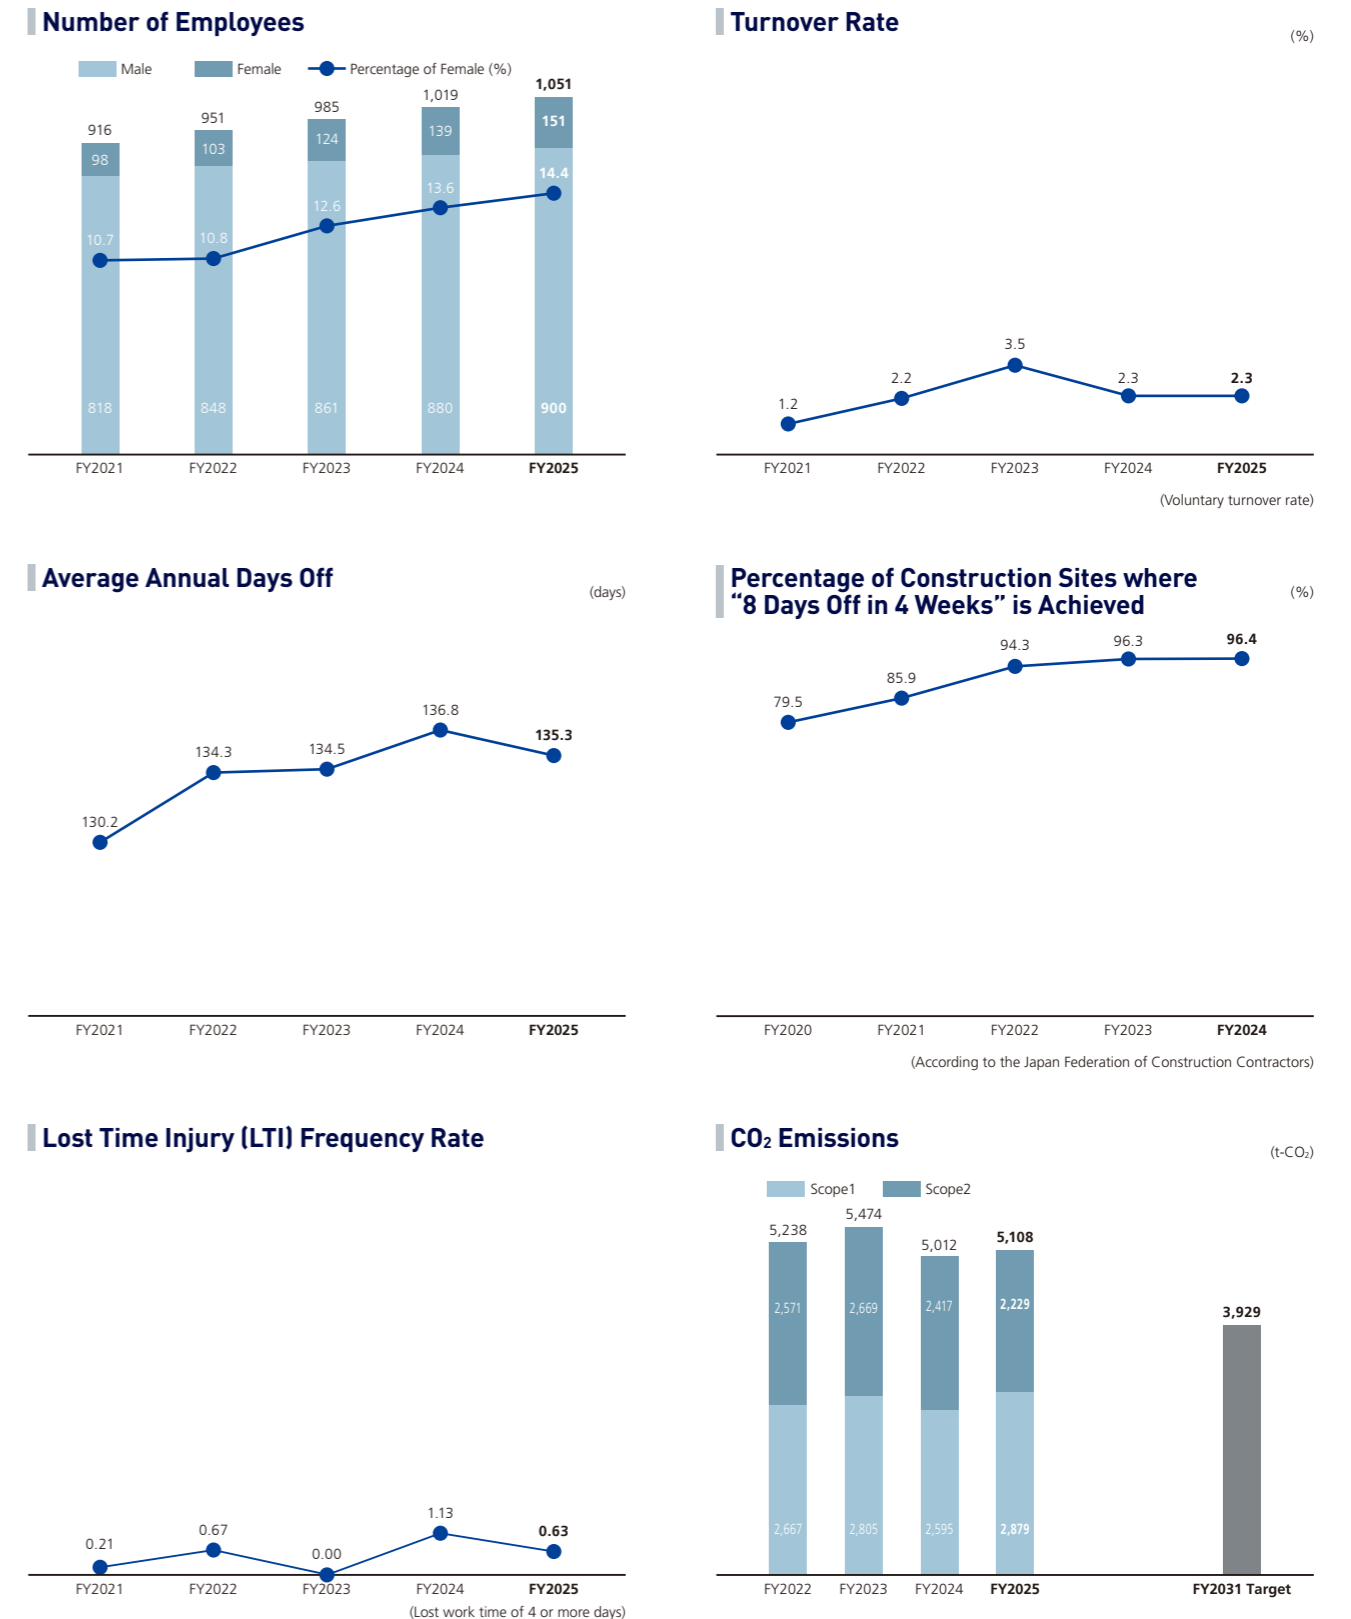 Number of Employees
Male Female Percentage of Female (%)
916 951 985 1,019 1,051
98 103 124 139 151
10.7 10.8 12.6 13.6 14.4
818 848 861 880 900
FY2021 FY2022 FY2023 FY2024 FY2025
Turnover Rate
(%)
1.2 2.2 3.5 2.3 2.3
FY2021 FY2022 FY2023 FY2024 FY2025
(Voluntary turnover rate)
Average Annual Days Off
(days)
130.2 134.3 134.5 136.8 135.3
FY2021 FY2022 FY2023 FY2024 FY2025
Percentage of Construction Sites where
“8 Days Off in 4 Weeks” is Achieved
(%)
79.5 85.9 94.3 96.3 96.4
FY2020 FY2021 FY2022 FY2023 FY2024
(According to the Japan Federation of Construction Contractors)
Lost Time Injury (LTI) Frequency Rate
0.21 0.67 0.00 1.13 0.63
FY2021 FY2022 FY2023 FY2024 FY2025
(Lost work time of 4 or more days)
CO₂ Emissions
(t-CO₂)
Scope1 Scope2
5,238 5,474 5,012 5,108 3,929
2,571 2,669 2,417 2,229
2,667 2,805 2,595 2,879
FY2022 FY2023 FY2024 FY2025 FY2031 Target